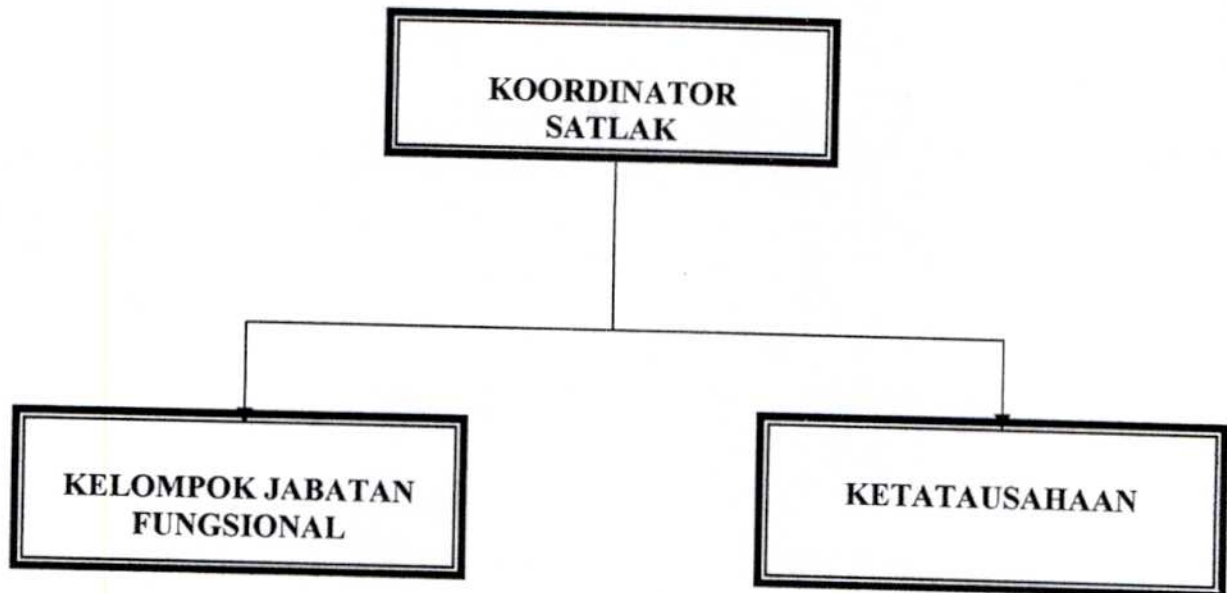 KOORDINATOR
SATLAK
KELOMPOK JABATAN
FUNGSIONAL
KETATAUSAHAAN